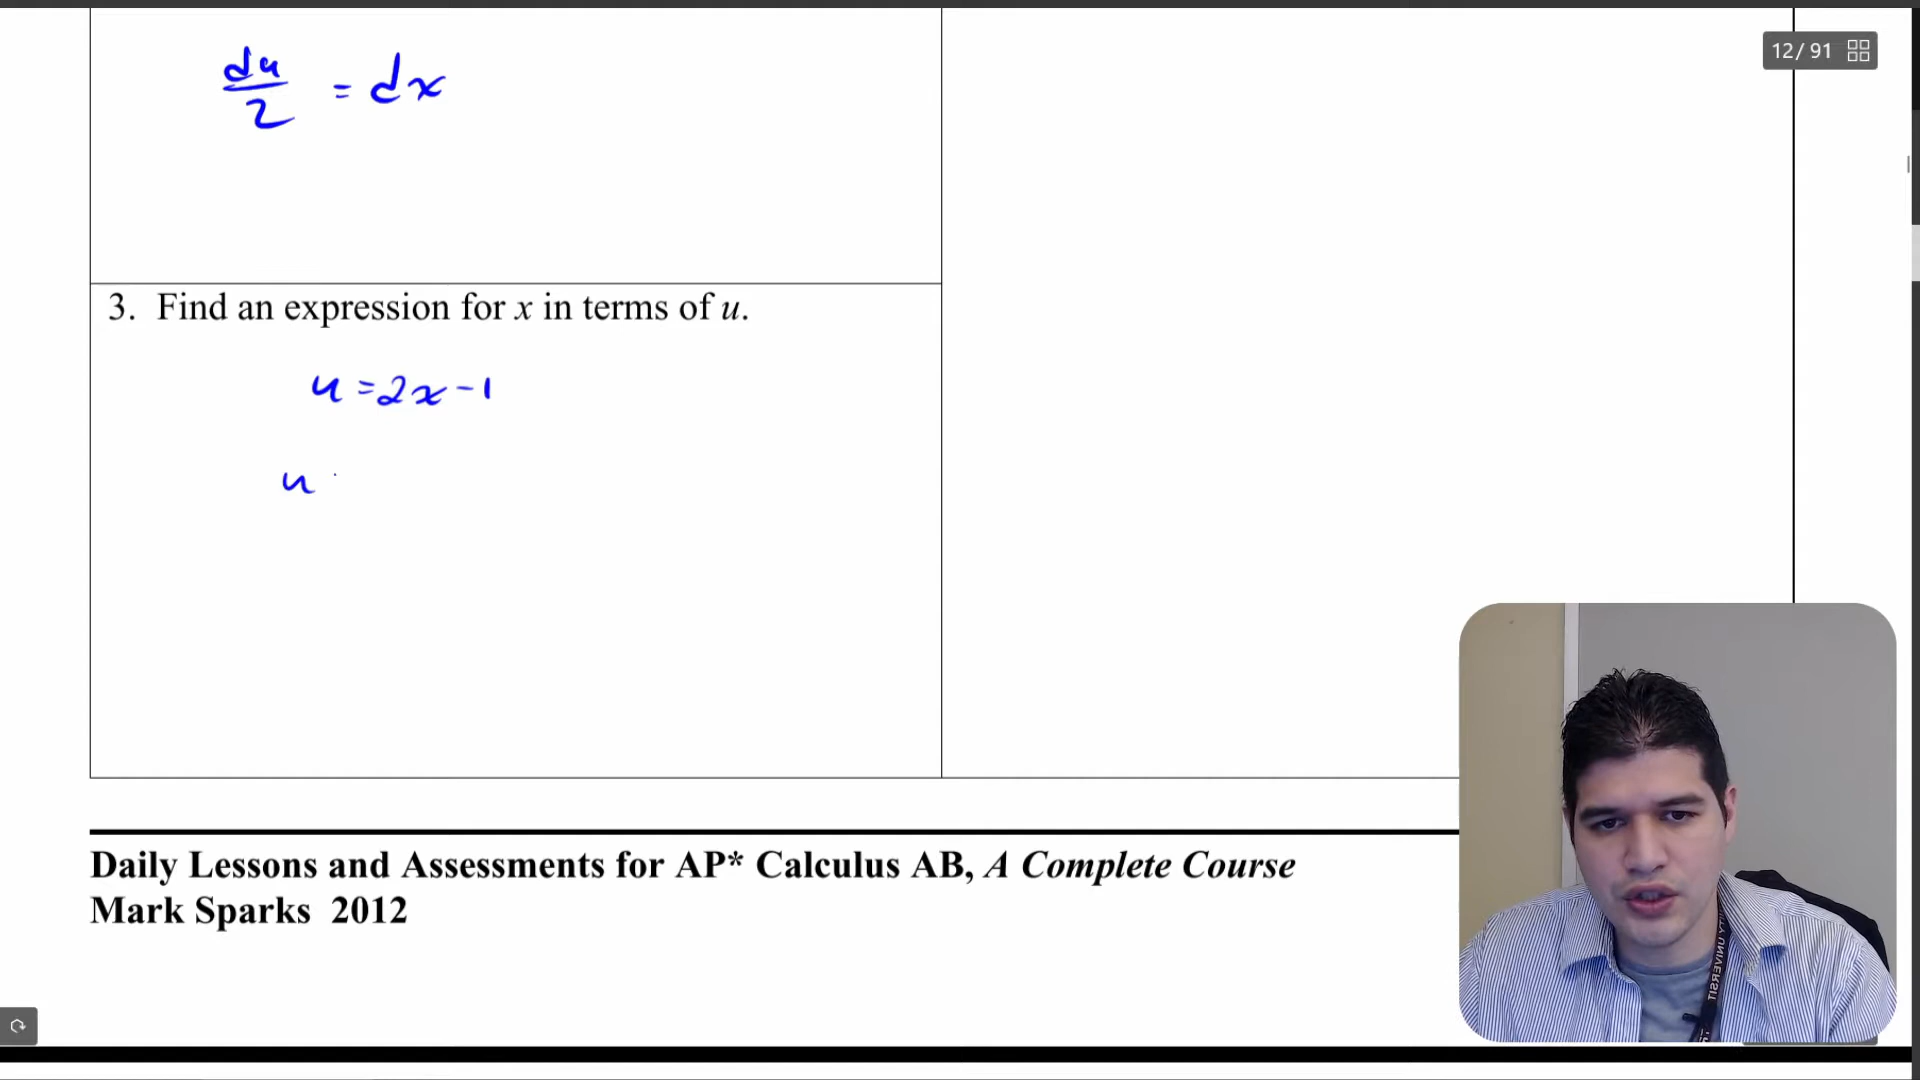 12/ 91
du
2
= dx
3. Find an expression for x in terms of u.
u = 2x - 1
u
Daily Lessons and Assessments for AP* Calculus AB, A Complete Course
Mark Sparks 2012